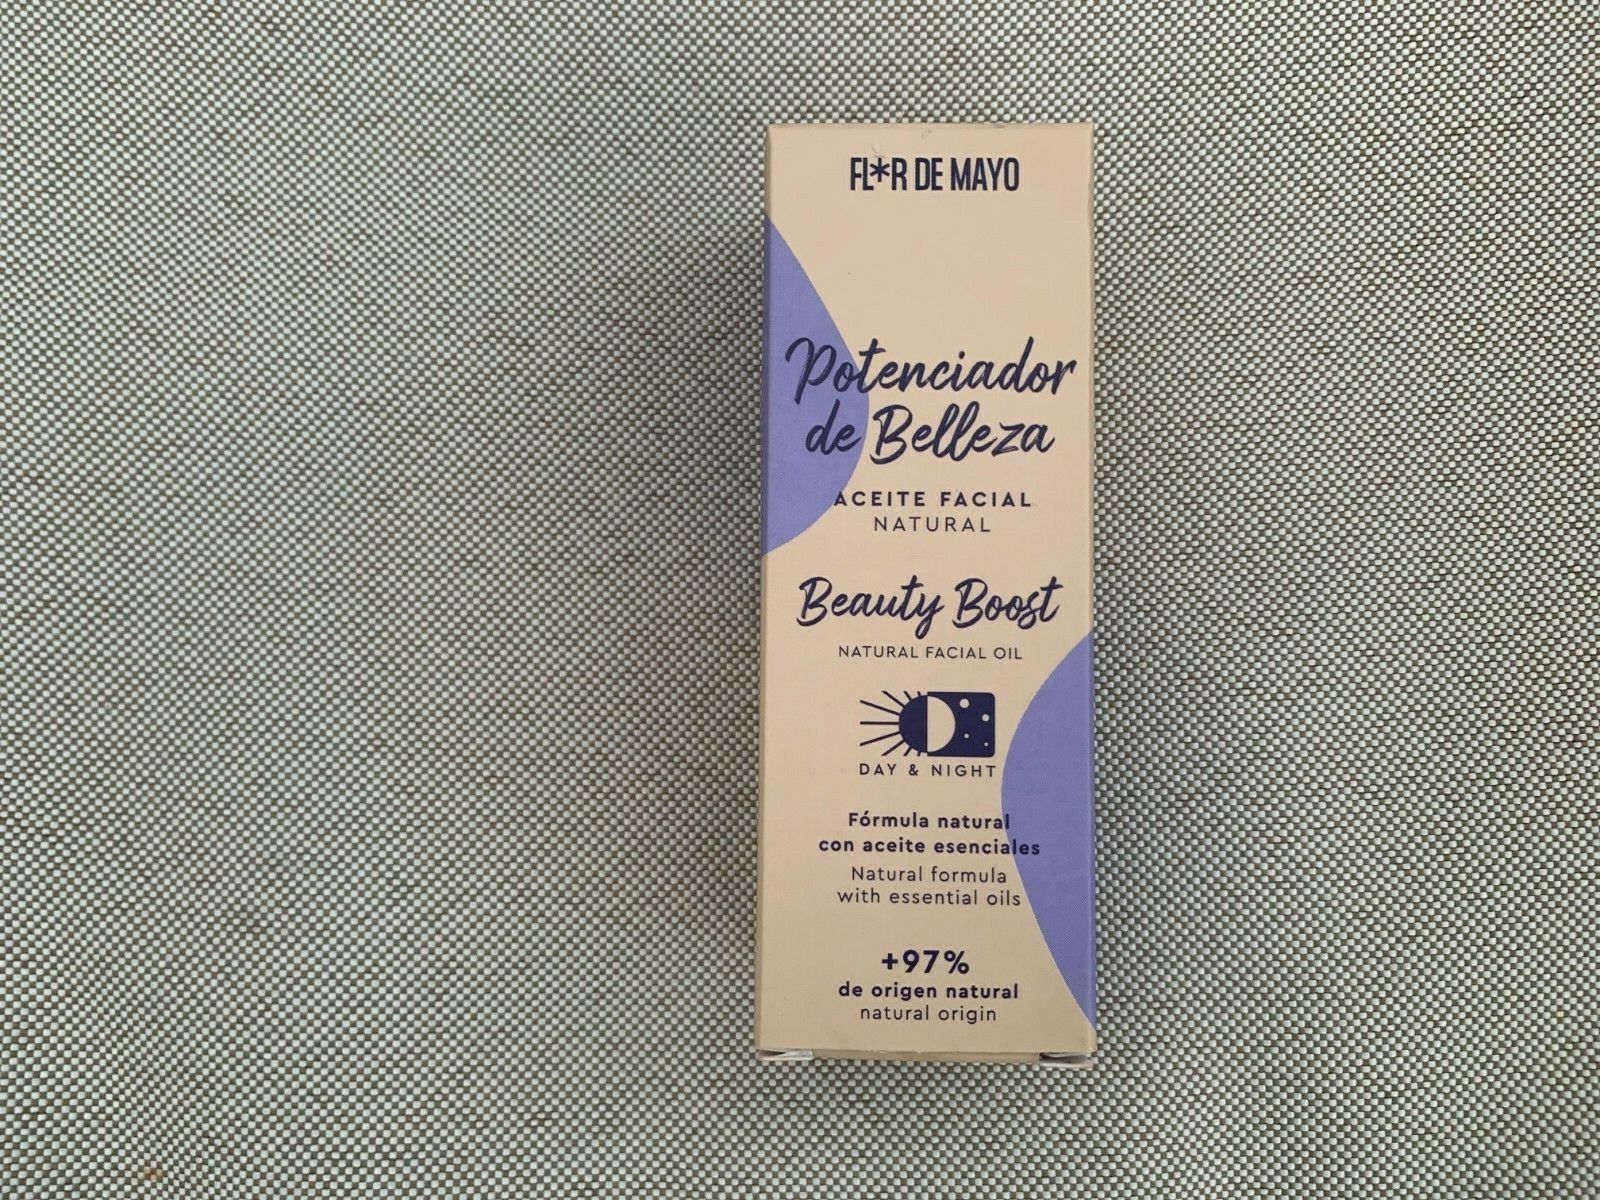 FL*R DE MAYO
Potenciador
de Belleza
ACEITE FACIAL
NATURAL
Beauty Boost
NATURAL FACIAL OIL
DAY & NIGHT
Fórmula natural
con aceite esenciales
Natural formula
with essential oils
+97%
de origen natural
natural origin